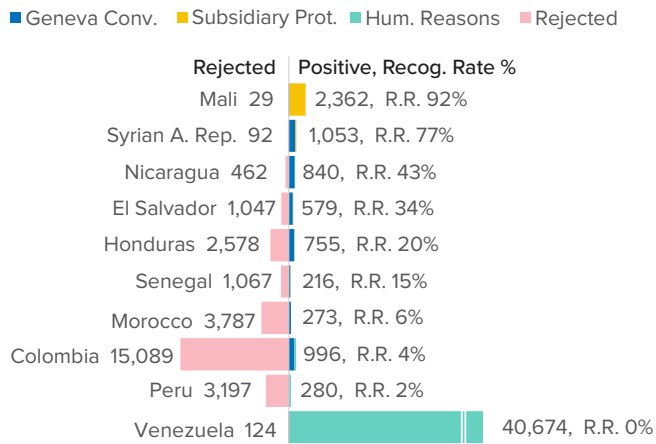 Geneva Conv. Subsidiary Prot. Hum. Reasons Rejected
Rejected Positive, Recog. Rate %
Mali 29 2,362, R.R. 92%
Syrian A. Rep. 92 1,053, R.R. 77%
Nicaragua 462 840, R.R. 43%
El Salvador 1,047 579, R.R. 34%
Honduras 2,578 755, R.R. 20%
Senegal 1,067 216, R.R. 15%
Morocco 3,787 273, R.R. 6%
Colombia 15,089 996, R.R. 4%
Peru 3,197 280, R.R. 2%
Venezuela 124 40,674, R.R. 0%